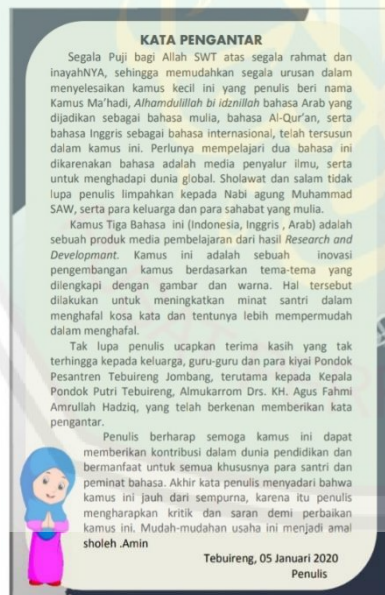 KATA PENGANTAR
Segala Puji bagi Allah SWT atas segala rahmat dan
inayahNYA, sehingga memudahkan segala urusan dalam
menyelesaikan kamus kecil ini yang penulis beri nama
Kamus Ma'hadi, Alhamdulillah bi idznillah bahasa Arab yang
dijadikan sebagai bahasa mulia, bahasa Al-Qur'an, serta
bahasa Inggris sebagai bahasa internasional, telah tersusun
dalam kamus ini. Perlunya mempelajari dua bahasa ini
dikarenakan bahasa adalah media penyalur ilmu, serta
untuk menghadapi dunia global. Sholawat dan salam tidak
lupa penulis limpahkan kepada Nabi agung Muhammad
SAW, serta para keluarga dan para sahabat yang mulia.
Kamus Tiga Bahasa ini (Indonesia, Inggris , Arab) adalah
sebuah produk media pembelajaran dari hasil Research and
Developmant. Kamus ini adalah sebuah inovasi
pengembangan kamus berdasarkan tema-tema yang
dilengkapi dengan gambar dan warna. Hal tersebut
dilakukan untuk meningkatkan minat santri dalam
menghafal kosa kata dan tentunya lebih mempermudah
dalam menghafal.
Tak lupa penulis ucapkan terima kasih yang tak
terhingga kepada keluarga, guru-guru dan para kiyai Pondok
Pesantren Tebuireng Jombang, terutama kepada Kepala
Pondok Putri Tebuireng, Almukarrom Drs. KH. Agus Fahmi
Amrullah Hadziq, yang telah berkenan memberikan kata
pengantar.
Penulis berharap semoga kamus ini dapat
memberikan kontribusi dalam dunia pendidikan dan
bermanfaat untuk semua khususnya para santri dan
peminat bahasa. Akhir kata penulis menyadari bahwa
kamus ini jauh dari sempurna, karena itu penulis
mengharapkan kritik dan saran demi perbaikan
kamus ini. Mudah-mudahan usaha ini menjadi amal
sholeh .Amin
Tebuireng, 05 Januari 2020
Penulis